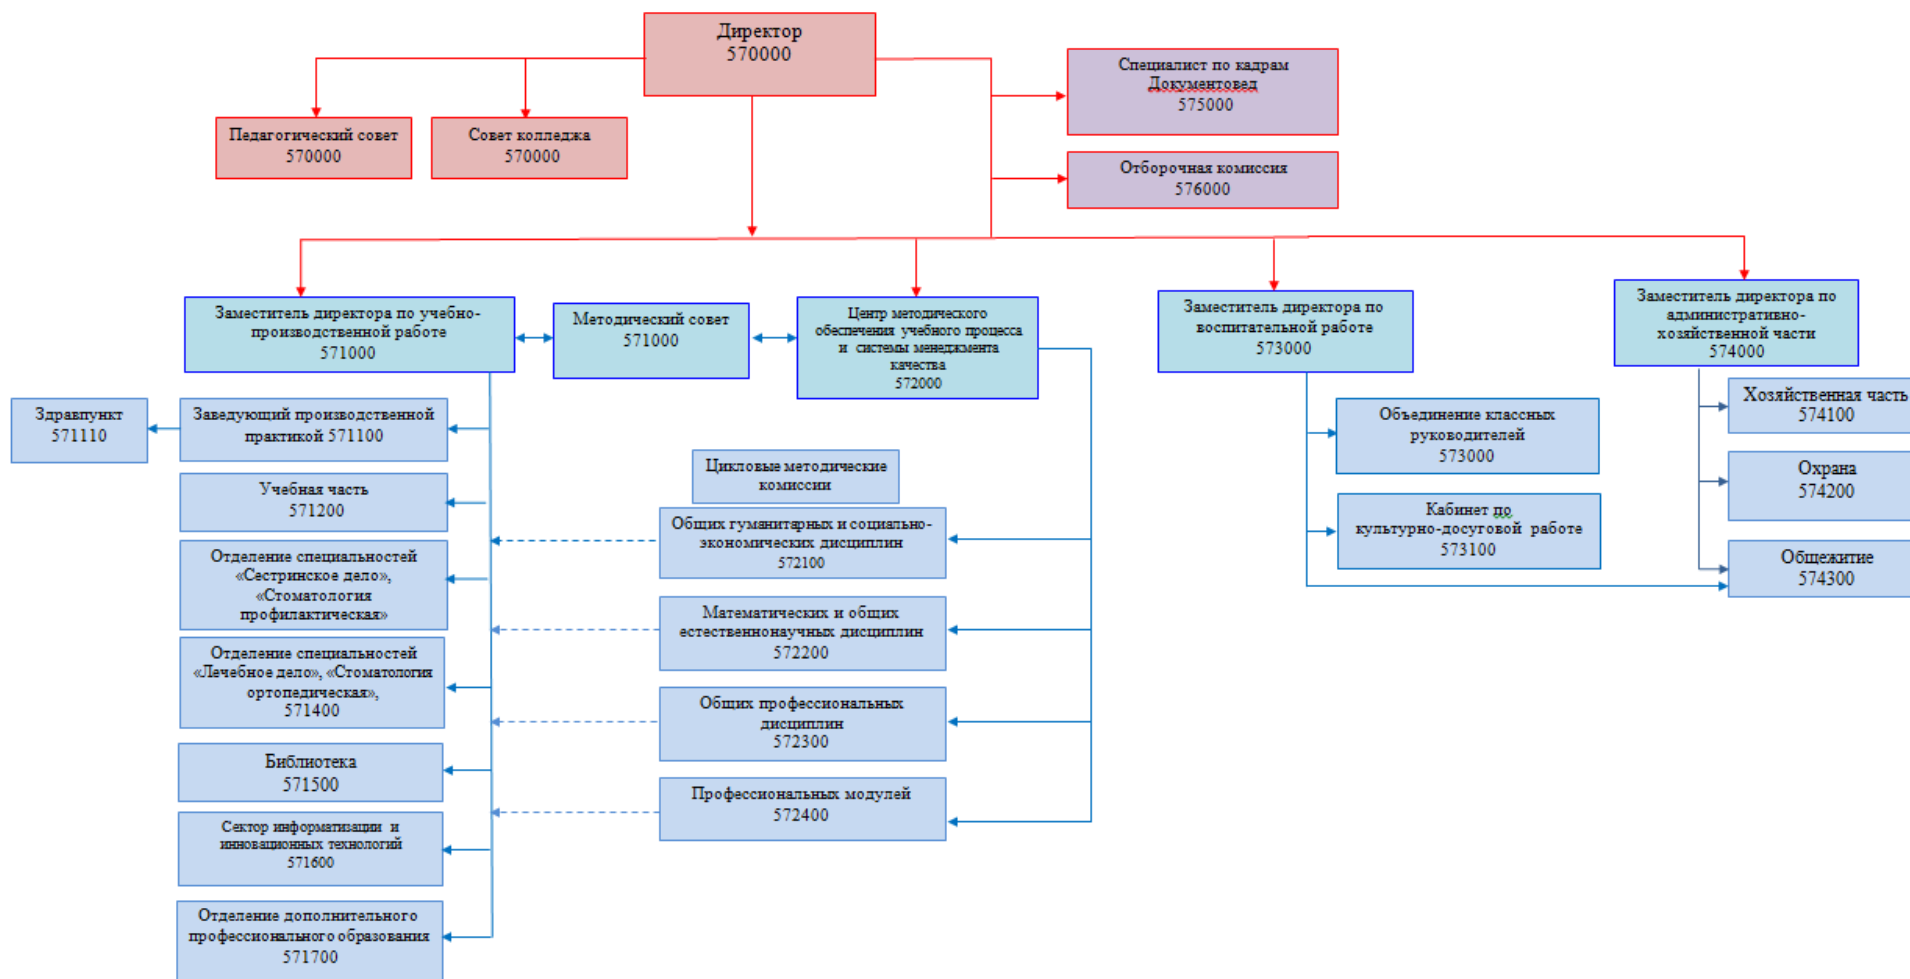 Директор
570000
Специалист по кадрам
Документовед
575000
Педагогический совет
570000
Совет колледжа
570000
Отборочная комиссия
576000
Заместитель директора по учебно-
производственной работе
571000
Методический совет
571000
Центр методического
обеспечения учебного процесса
и системы менеджмента
качества
572000
Заместитель директора по
воспитательной работе
573000
Заместитель директора по
административно-
хозяйственной части
574000
Здравпункт
571110
Заведующий производственной
практикой 571100
Учебная часть
571200
Отделение специальностей
«Сестринское дело»,
«Стоматология
профилактическая»
Отделение специальностей
«Лечебное дело», «Стоматология
ортопедическая»,
571400
Библиотека
571500
Сектор информатизации и
инновационных технологий
571600
Отделение дополнительного
профессионального образования
571700
Цикловые методические
комиссии
Общих гуманитарных и социально-
экономических дисциплин
572100
Математических и общих
естественнонаучных дисциплин
572200
Общих профессиональных
дисциплин
572300
Профессиональных модулей
572400
Объединение классных
руководителей
573000
Кабинет по
культурно-досуговой работе
573100
Хозяйственная часть
574100
Охрана
574200
Общежитие
574300